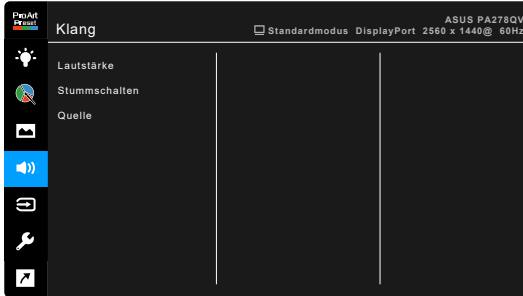 ProArt
Preset
Klang
ASUS PA278QV
Standardmodus DisplayPort 2560 x 1440@ 60Hz
Lautstärke
Stummschalten
Quelle